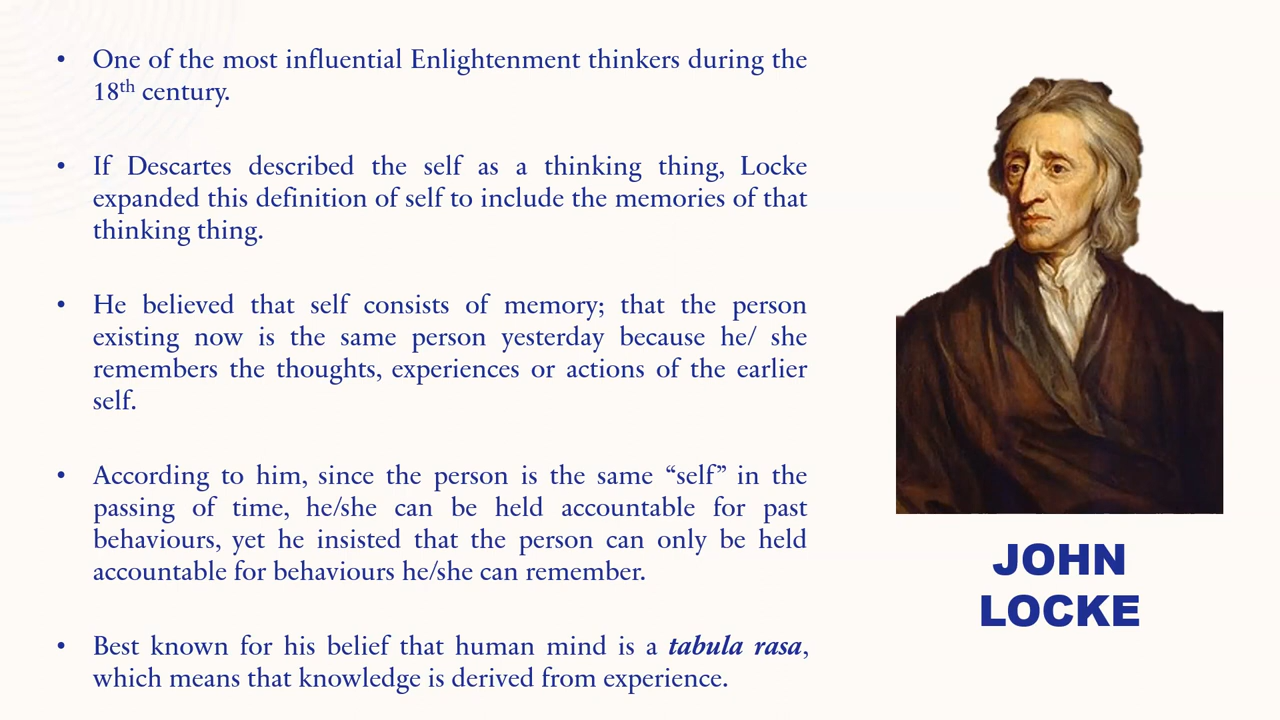 • One of the most influential Enlightenment thinkers during the
18th century.
• If Descartes described the self as a thinking thing, Locke
expanded this definition of self to include the memories of that
thinking thing.
• He believed that self consists of memory; that the person
existing now is the same person yesterday because he/ she
remembers the thoughts, experiences or actions of the earlier
self.
• According to him, since the person is the same “self” in the
passing of time, he/she can be held accountable for past
behaviours, yet he insisted that the person can only be held
accountable for behaviours he/she can remember.
• Best known for his belief that human mind is a tabula rasa,
which means that knowledge is derived from experience.
JOHN
LOCKE